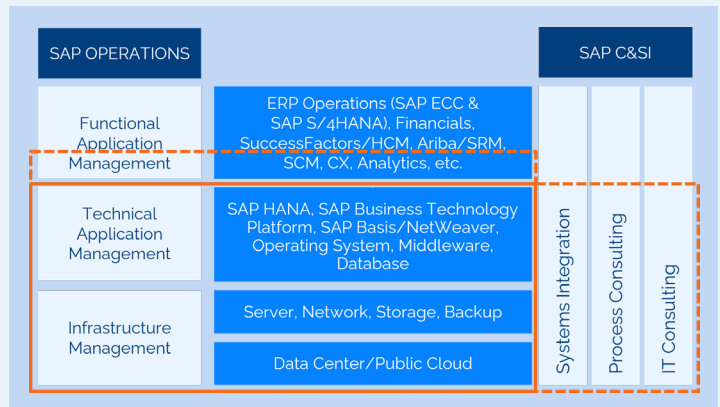 SAP OPERATIONS
SAP C&SI
Functional
Application
Management
ERP Operations (SAP ECC &
SAP S/4HANA), Financials,
SuccessFactors/HCM, Ariba/SRM,
SCM, CX, Analytics, etc.
Technical
Application
Management
SAP HANA, SAP Business Technology
Platform, SAP Basis/NetWeaver,
Operating System, Middleware,
Database
Infrastructure
Management
Server, Network, Storage, Backup
Data Center/Public Cloud
Systems Integration
Process Consulting
IT Consulting